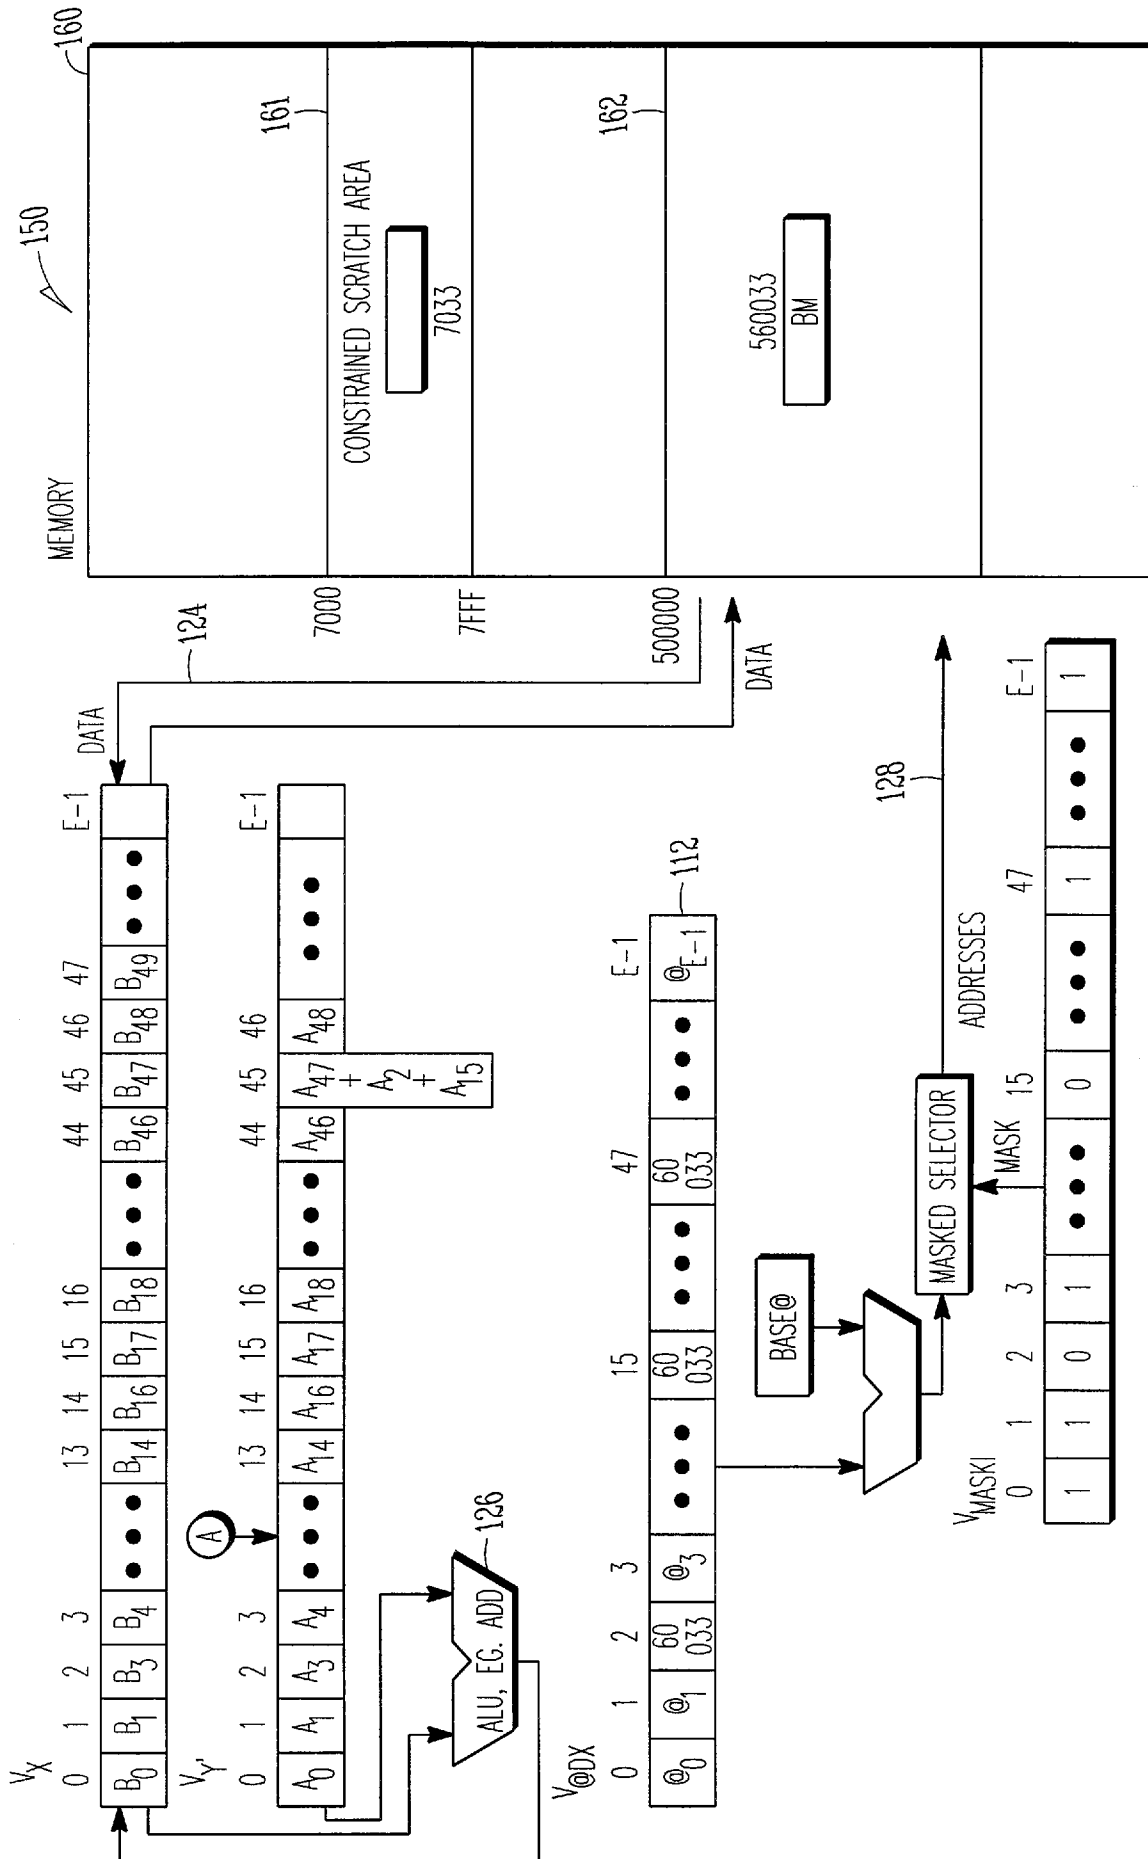 150
MEMORY
160
161
CONSTRAINED SCRATCH AREA
7033
162
560033
BM
7000
7FFF
500000
124
DATA
DATA
V_X
0 1 2 3 13 14 15 16 44 45 46 47 E-1
B_0 B_1 B_3 B_4 ••• B_14 B_16 B_17 B_18 ••• B_46 B_47 B_48 B_49 •••
V_Y'
A
0 1 2 3 13 14 15 16 44 45 46 E-1
A_0 A_1 A_3 A_4 ••• A_14 A_16 A_17 A_18 ••• A_46 A_47 + A_2 + A_15 A_48 •••
ALU, EG. ADD
126
V_@DX
0 1 2 3 15 47 E-1
@_0 @_1 60 033 @_3 ••• 60 033 ••• 60 033 ••• @_E-1
112
BASE@
MASKED SELECTOR
ADDRESSES
128
MASK
V_MASKI
0 1 2 3 15 47 E-1
1 1 0 1 ••• 0 ••• 1 ••• 1